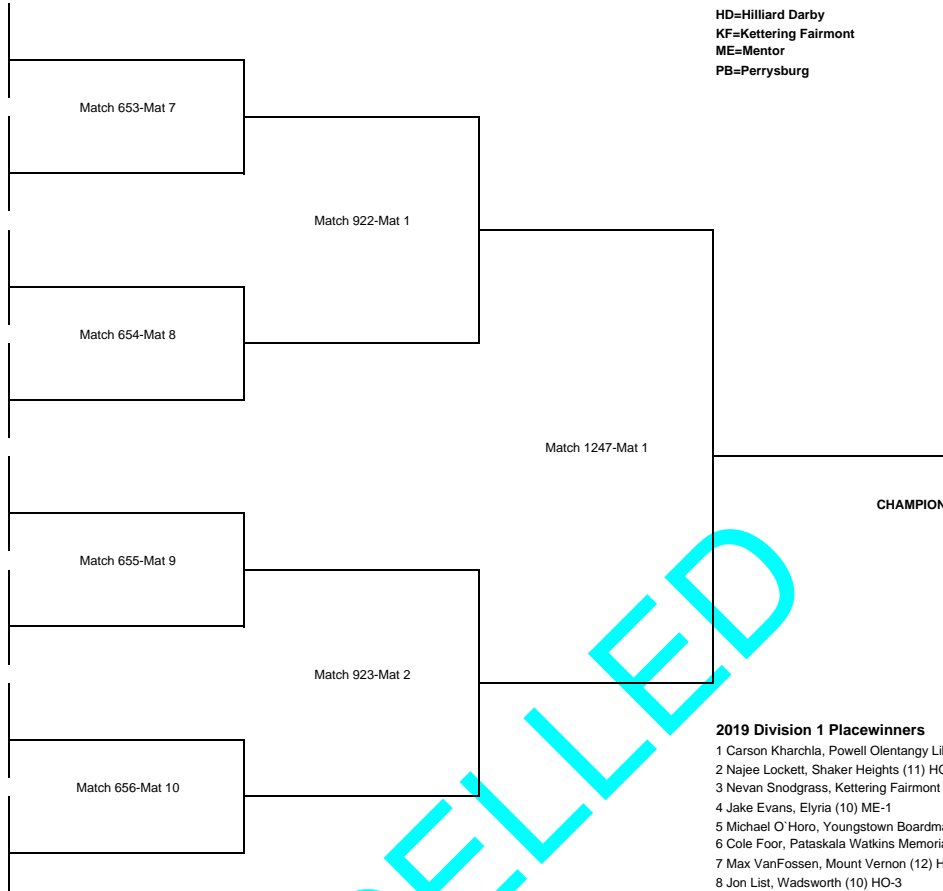 HD=Hilliard Darby
KF=Kettering Fairmont
ME=Mentor
PB=Perrysburg
Match 653-Mat 7
Match 922-Mat 1
Match 654-Mat 8
Match 1247-Mat 1
CHAMPION
Match 655-Mat 9
Match 923-Mat 2
Match 656-Mat 10
ELLED
2019 Division 1 Placewinners
1 Carson Kharchla, Powell Olentangy
2 Najee Lockett, Shaker Heights (11)
3 Nevan Snodgrass, Kettering Fairmont
4 Jake Evans, Elyria (10) ME-1
5 Michael O`Horo, Youngstown
6 Cole Foor, Pataskala Watkins
7 Max VanFossen, Mount Vernon (12)
8 Jon List, Wadsworth (10) HO-3